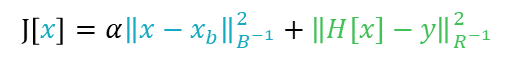 J[x] = α‖x − x_b‖²_{B⁻¹} + ‖H[x] − y‖²_{R⁻¹}